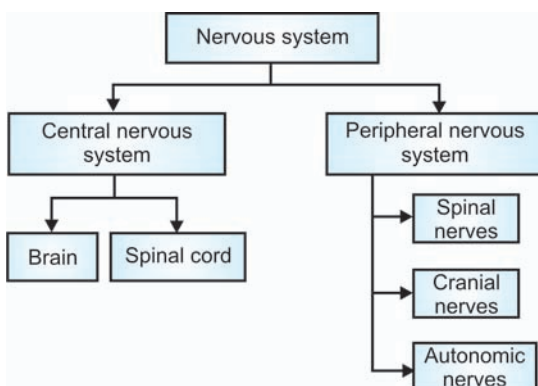 Nervous system
Central nervous
system
Peripheral nervous
system
Brain
Spinal cord
Spinal
nerves
Cranial
nerves
Autonomic
nerves